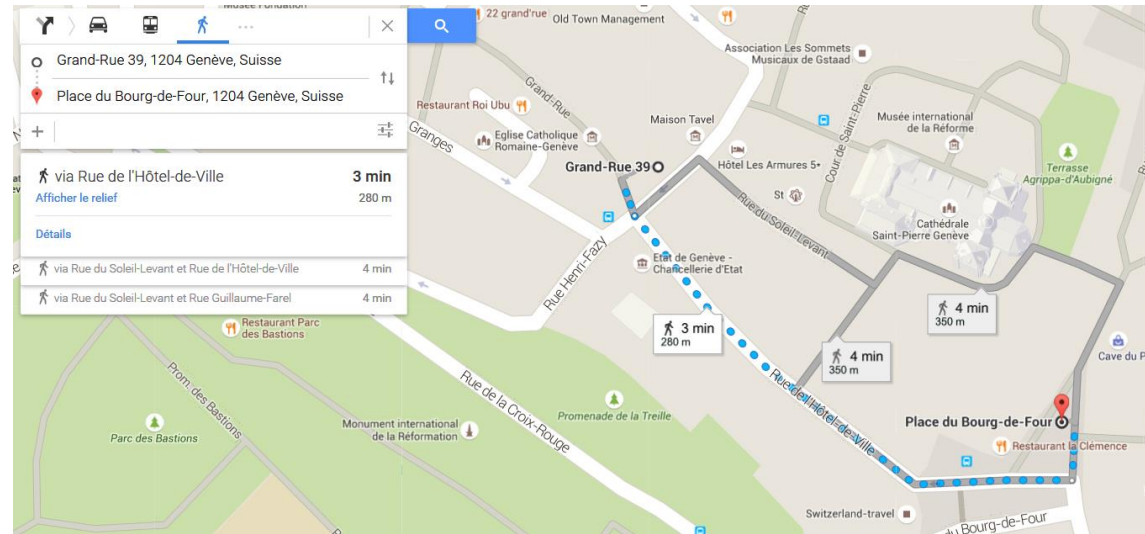 Musée Fondation
22 grand'rue
Old Town Management
...
Grand-Rue 39, 1204 Genève, Suisse
Place du Bourg-de-Four, 1204 Genève, Suisse
via Rue de l'Hôtel-de-Ville
3 min
Afficher le relief
280 m
Détails
via Rue du Soleil-Levant et Rue de l'Hôtel-de-Ville
4 min
via Rue du Soleil-Levant et Rue Guillaume-Farel
4 min
Association Les Sommets
Musicaux de Gstaad
Grand-Rue
Restaurant Roi Ubu
Granges
Eglise Catholique
Romaine-Genève
Maison Tavel
Musée international
de la Réforme
Cour de Saint-Pierre
Grand-Rue 39
Hôtel Les Armures 5*
Terrasse
Agrippa-d'Aubigné
St
Rue du Soleil-Levant
Cathédrale
Saint-Pierre Genève
Rue Henri-Fazy
Etat de Genève -
Chancellerie d'Etat
4 min
350 m
3 min
280 m
4 min
350 m
Restaurant Parc
des Bastions
Cave du P
Prom. des Bastions
Rue de la Croix-Rouge
Rue de l'Hôtel-de-Ville
Promenade de la Treille
Place du Bourg-de-Four
Monument international
de la Réformation
Parc des Bastions
Restaurant la Clémence
Switzerland-travel
du Bourg-de-Four